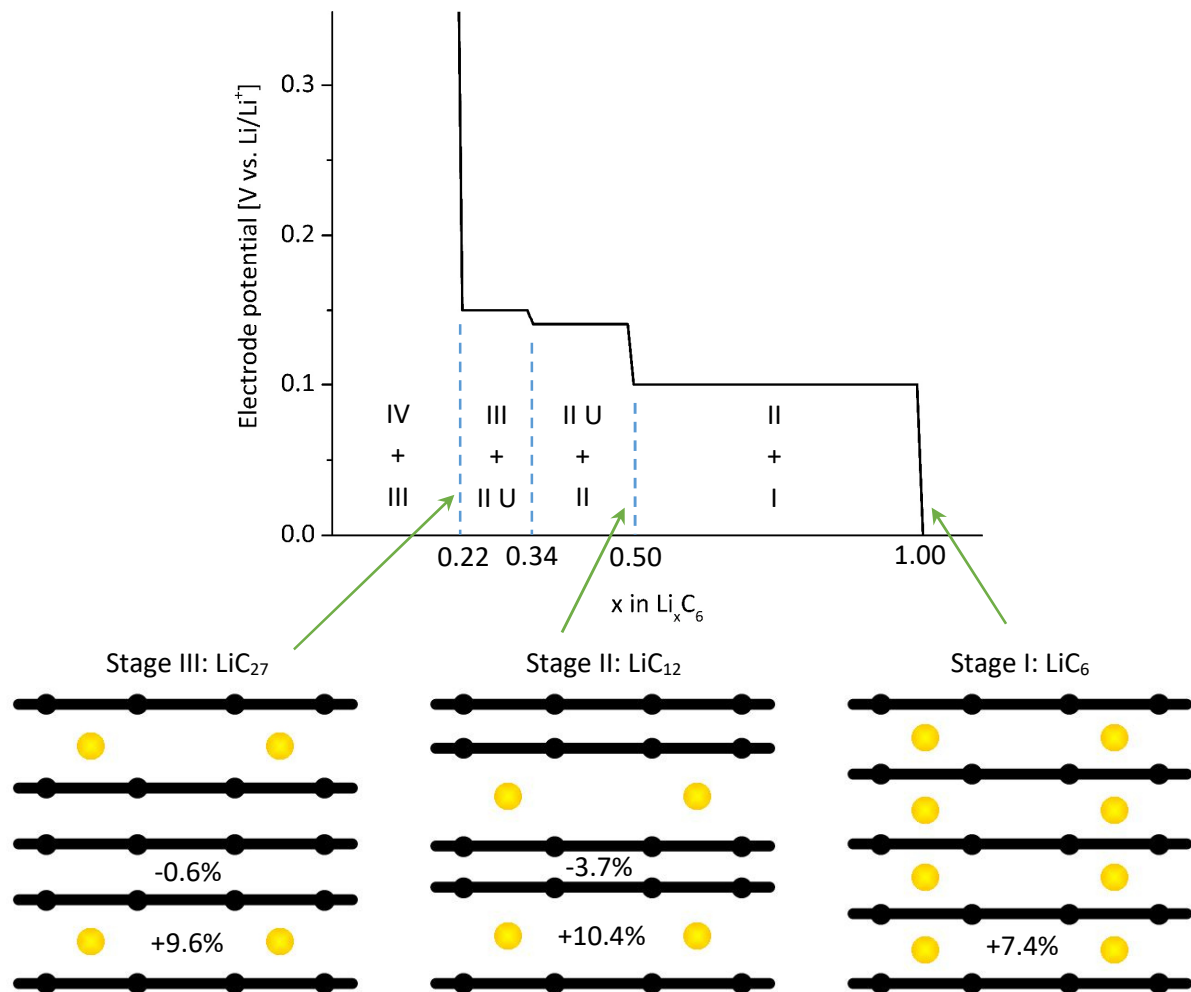 Electrode potential [V vs. Li/Li⁺]
0.3
0.2
0.1
0.0
IV III II U II
+ + + +
III II U II I
0.22 0.34 0.50 1.00
x in LiₓC₆
Stage III: LiC₂₇ Stage II: LiC₁₂ Stage I: LiC₆
-0.6% -3.7%
+9.6% +10.4% +7.4%